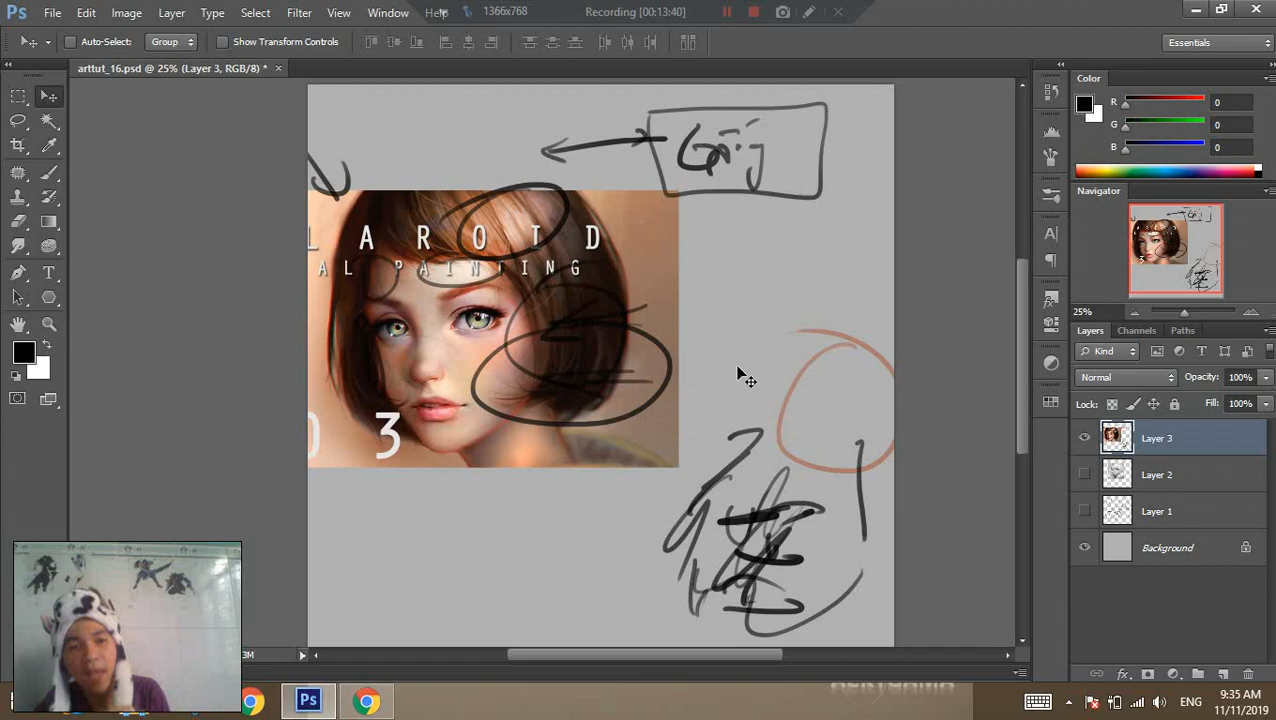 Ps File Edit Image Layer Type Select Filter View Window Help 1366x768 Recording [00:13:40]
Auto-Select: Group Show Transform Controls Essentials
arttut_16.psd @ 25% (Layer 3, RGB/8) * ×
Color
R 0
G 0
B 0
Navigator
25%
Layers Channels Paths
Kind
Normal Opacity: 100%
Lock: Fill: 100%
Layer 3
Layer 2
Layer 1
Background
L A R O I D
A L P A I N T I N G
0 3
3M
Ps
ENG
9:35 AM
11/11/2019